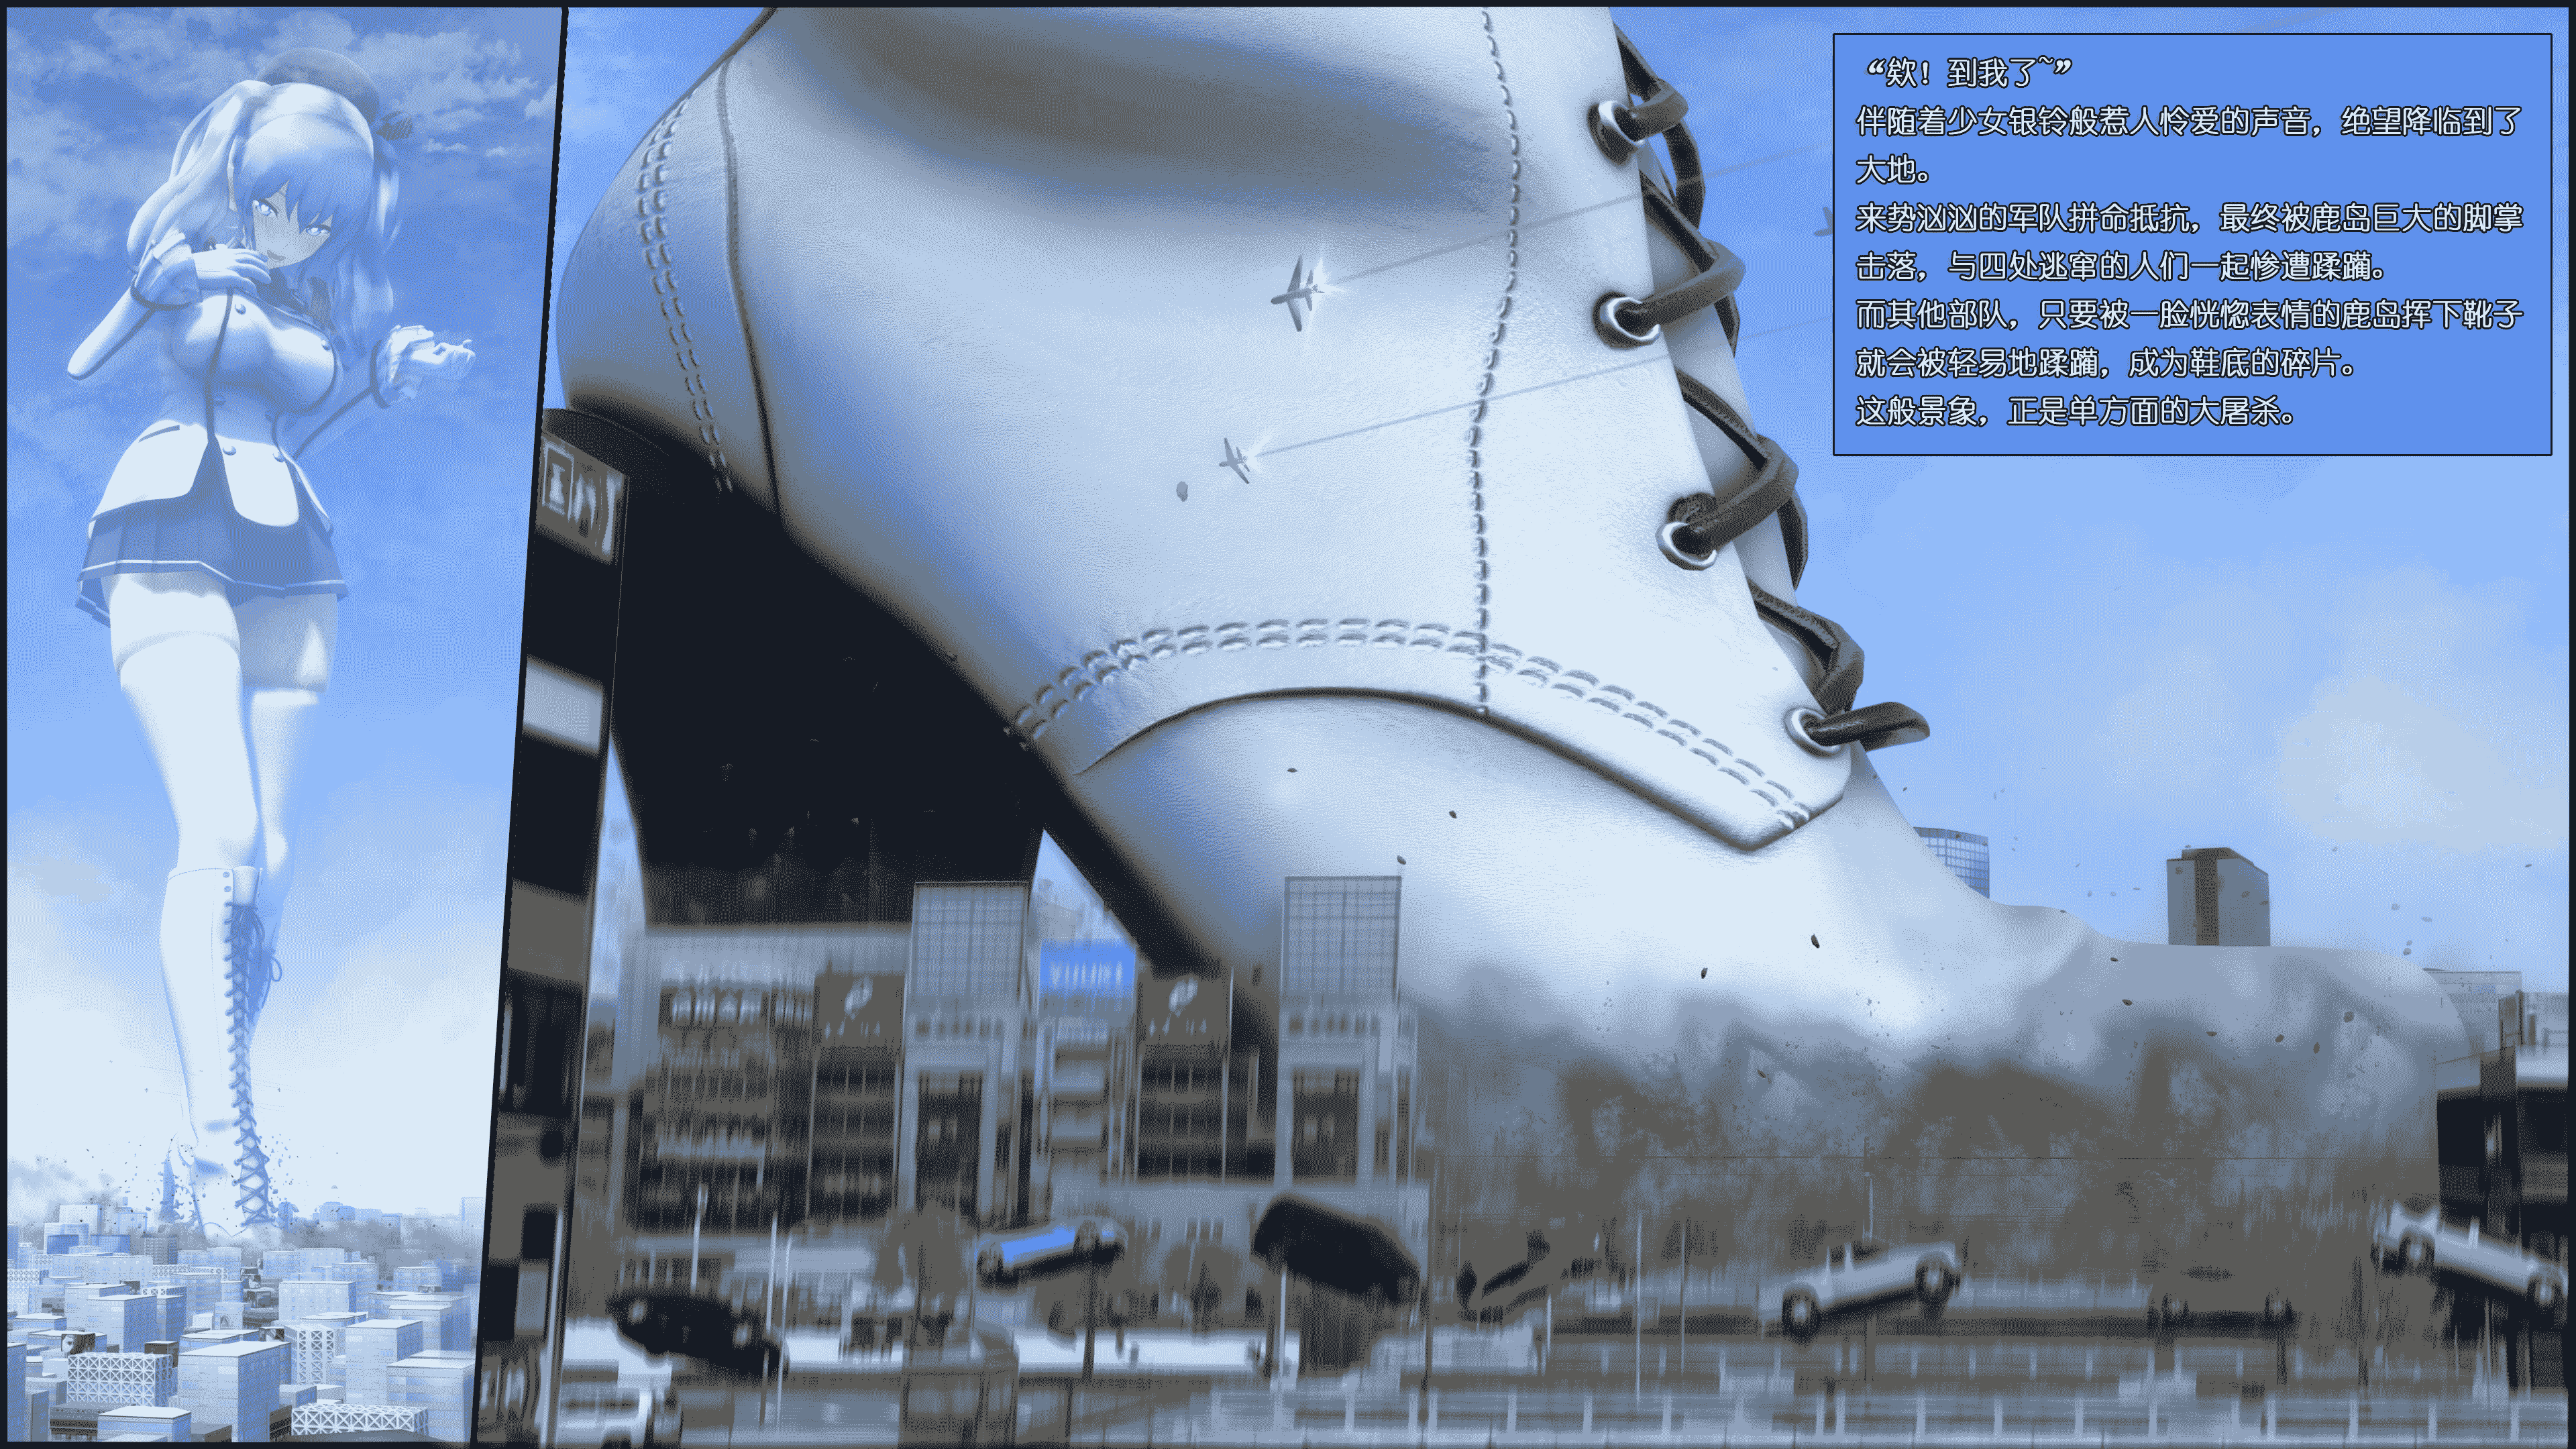 “欸！到我了~”
伴随着少女银铃般惹人怜爱的声音，绝望降临到了
大地。
来势汹汹的军队拼命抵抗，最终被鹿岛巨大的脚掌
击落，与四处逃窜的人们一起惨遭蹂躏。
而其他部队，只要被一脸恍惚表情的鹿岛挥下靴子
就会被轻易地蹂躏，成为鞋底的碎片。
这般景象，正是单方面的大屠杀。